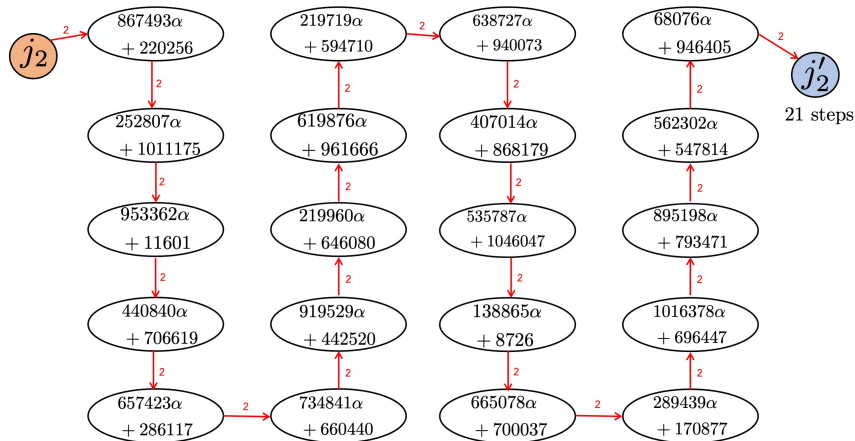 j₂
2
867493α
+ 220256
2
252807α
+ 1011175
2
953362α
+ 11601
2
440840α
+ 706619
2
657423α
+ 286117
2
734841α
+ 660440
2
919529α
+ 442520
2
219960α
+ 646080
2
619876α
+ 961666
2
219719α
+ 594710
2
638727α
+ 940073
2
407014α
+ 868179
2
535787α
+ 1046047
2
138865α
+ 8726
2
665078α
+ 700037
2
289439α
+ 170877
2
1016378α
+ 696447
2
895198α
+ 793471
2
562302α
+ 547814
2
68076α
+ 946405
2
j′₂
21 steps